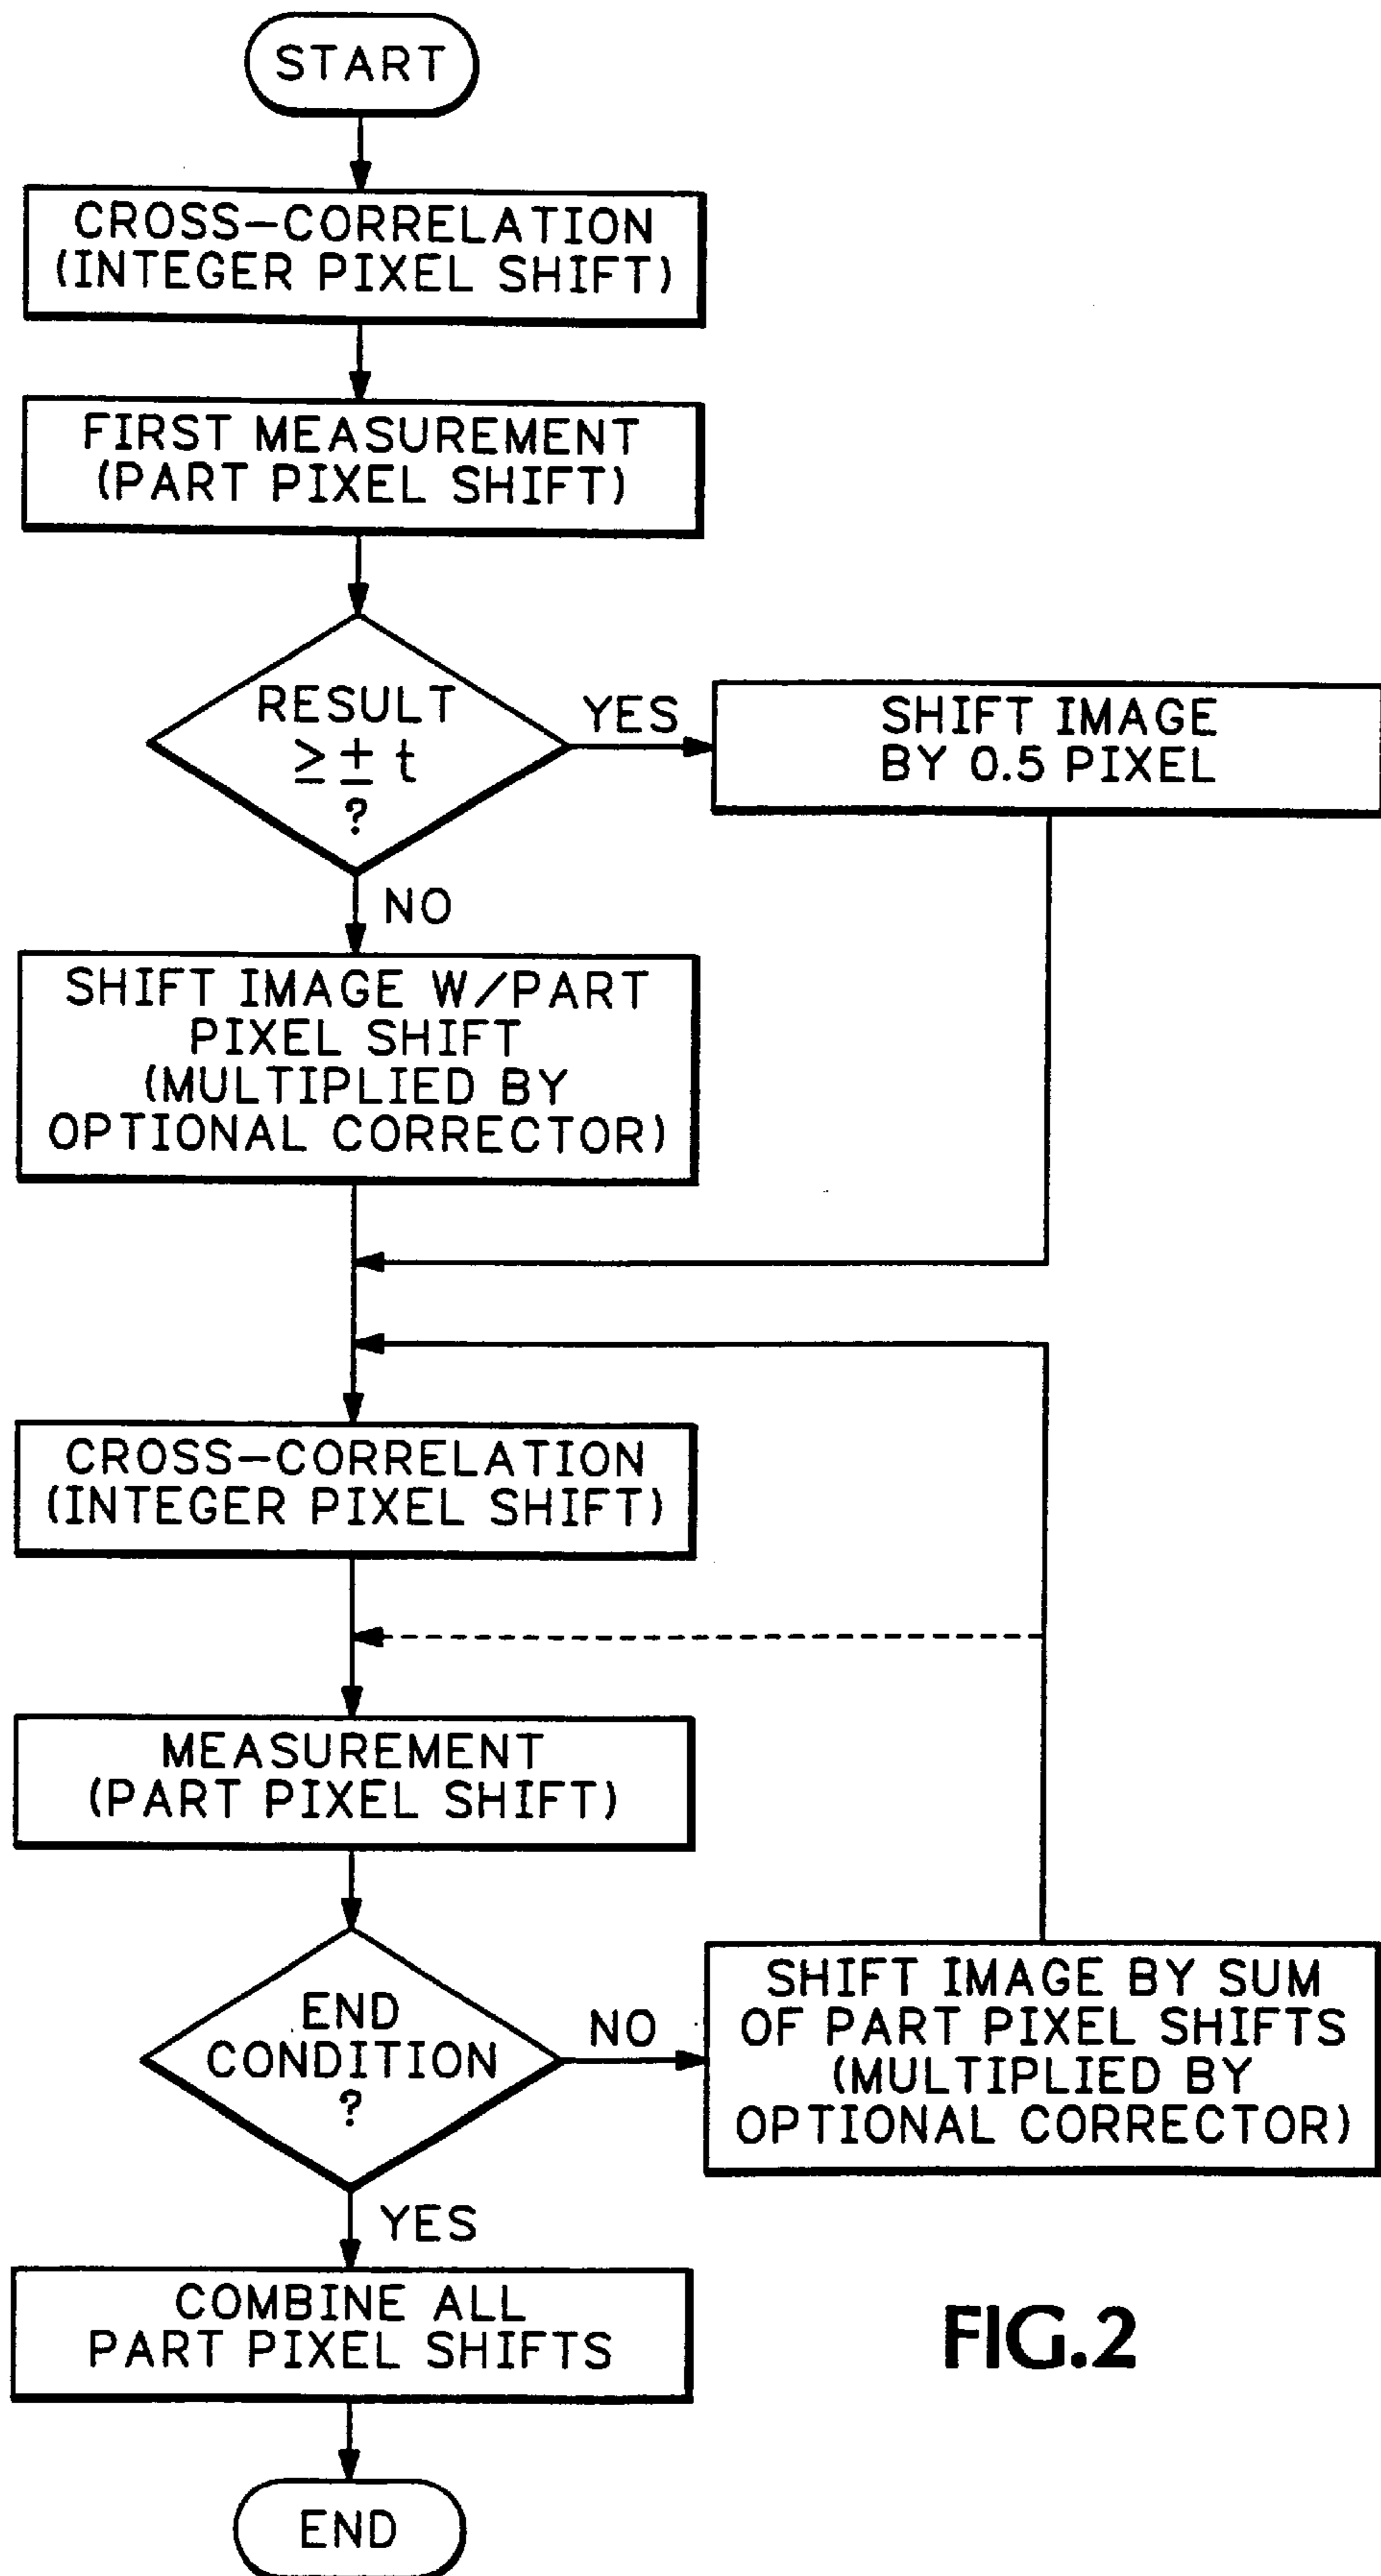 START
CROSS-CORRELATION
(INTEGER PIXEL SHIFT)
FIRST MEASUREMENT
(PART PIXEL SHIFT)
RESULT
≥ ± t
?
YES
SHIFT IMAGE
BY 0.5 PIXEL
NO
SHIFT IMAGE W/PART
PIXEL SHIFT
(MULTIPLIED BY
OPTIONAL CORRECTOR)
CROSS-CORRELATION
(INTEGER PIXEL SHIFT)
MEASUREMENT
(PART PIXEL SHIFT)
END
CONDITION
?
NO
SHIFT IMAGE BY SUM
OF PART PIXEL SHIFTS
(MULTIPLIED BY
OPTIONAL CORRECTOR)
YES
COMBINE ALL
PART PIXEL SHIFTS
END
FIG.2